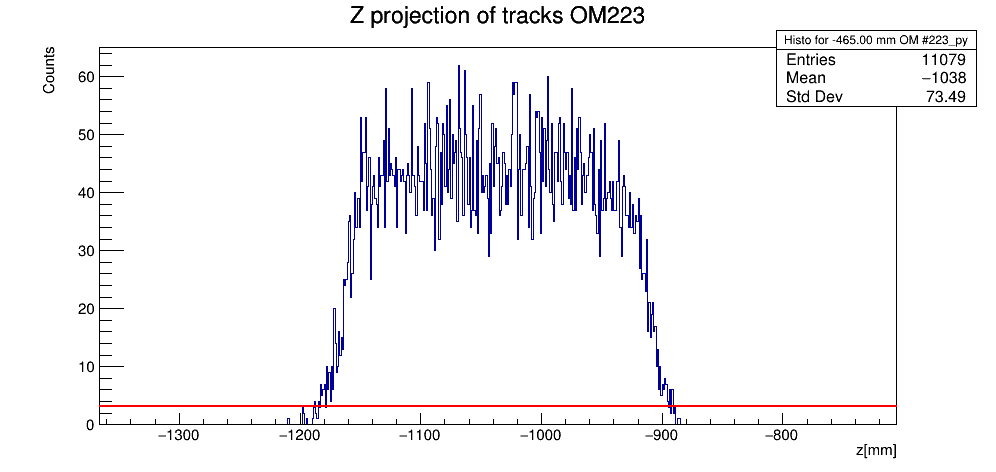 Z projection of tracks OM223
Histo for -465.00 mm OM #223_py
Entries 11079
Mean −1038
Std Dev 73.49
Counts
60
50
40
30
20
10
0
−1300 −1200 −1100 −1000 −900 −800
z[mm]